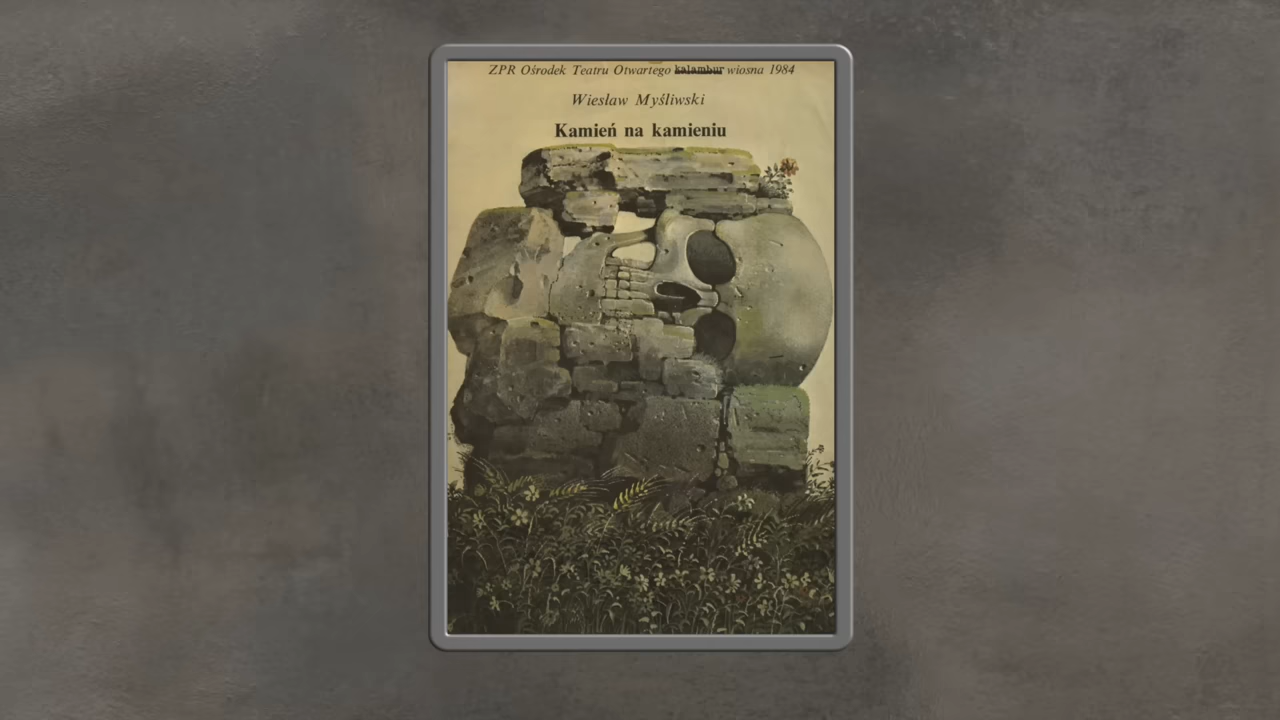 ZPR Ośrodek Teatru Otwartego kalambur wiosna 1984
Wiesław Myśliwski
Kamień na kamieniu